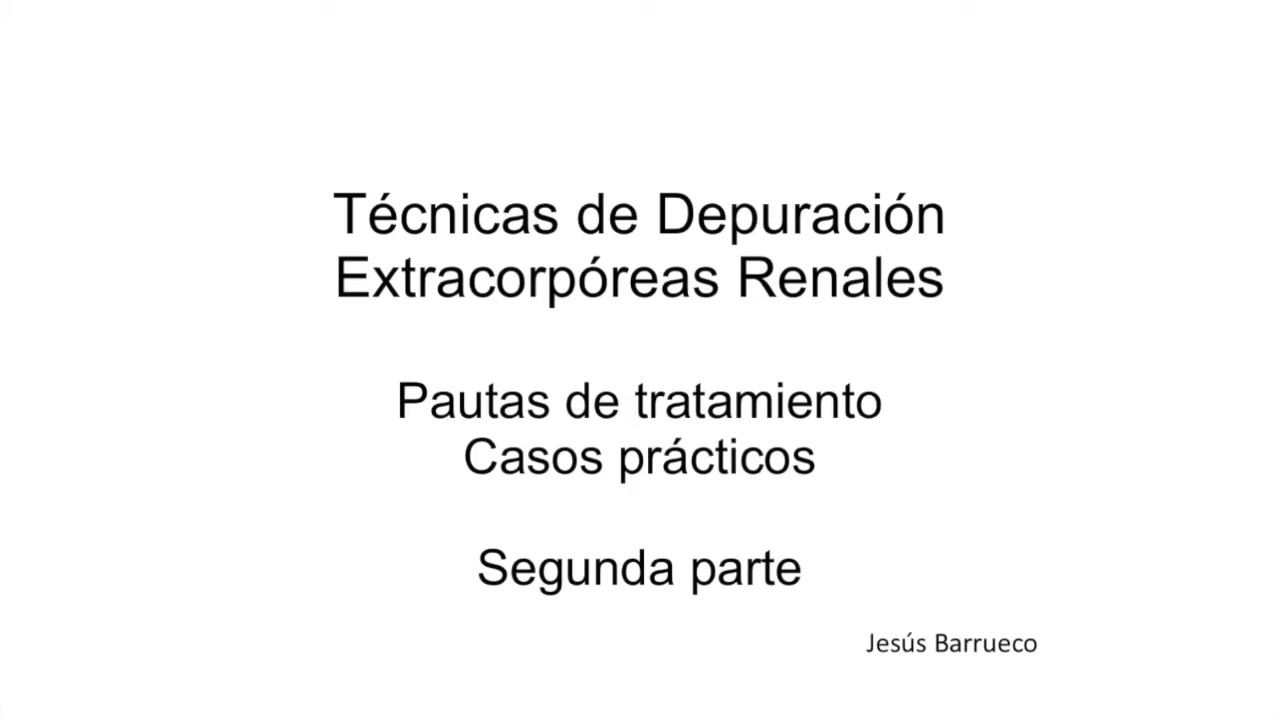 Técnicas de Depuración
Extracorpóreas Renales
Pautas de tratamiento
Casos prácticos
Segunda parte
Jesús Barrueco